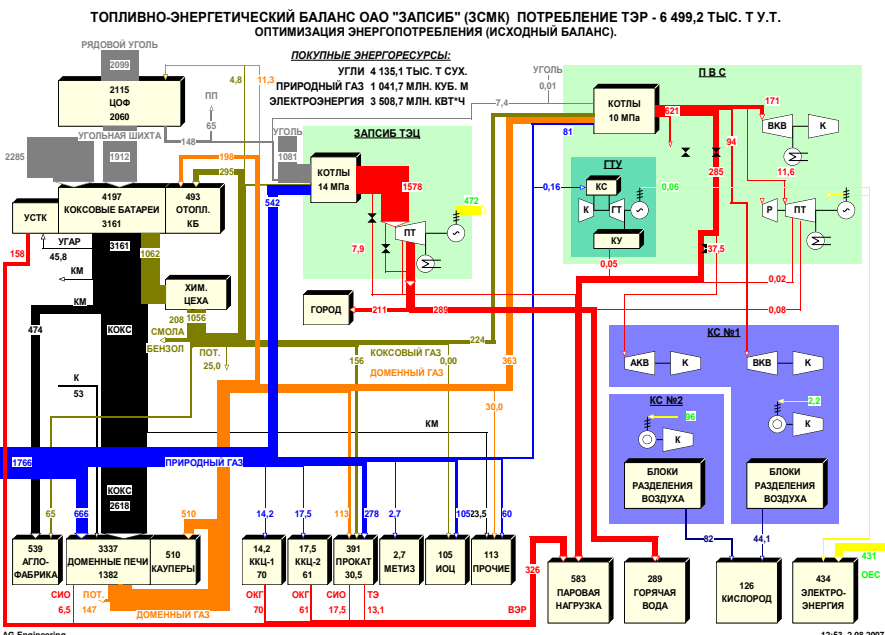 ТОПЛИВНО-ЭНЕРГЕТИЧЕСКИЙ БАЛАНС ОАО "ЗАПСИБ" (ЗСМК) ПОТРЕБЛЕНИЕ ТЭР - 6 499,2 ТЫС. Т У.Т.
ОПТИМИЗАЦИЯ ЭНЕРГОПОТРЕБЛЕНИЯ (ИСХОДНЫЙ БАЛАНС).
РЯДОВОЙ УГОЛЬ
2099
ПОКУПНЫЕ ЭНЕРГОРЕСУРСЫ:
УГЛИ 4 135,1 ТЫС. Т СУХ.
ПРИРОДНЫЙ ГАЗ 1 041,7 МЛН. КУБ. М
ЭЛЕКТРОЭНЕРГИЯ 3 508,7 МЛН. КВТ*Ч
4,8
11,3
2115
ЦОФ
2060
ПП
65
148
УГОЛЬНАЯ ШИХТА
2285
1912
198
295
УГОЛЬ
1081
УГОЛЬ
0,01
7,4
81
ЗАПСИБ ТЭЦ
КОТЛЫ
14 МПа
1578
472
542
ПТ
7,9
П В С
КОТЛЫ
10 МПа
621
171
94
285
ВКВ
К
11,6
ГТУ
0,16
КС
К
ГТ
КУ
0,05
0,06
Р
ПТ
37,5
0,02
0,08
4197
КОКСОВЫЕ БАТАРЕИ
3161
493
ОТОПЛ.
КБ
УСТК
158
УГАР
45,8
3161
1062
КМ
КМ
ХИМ.
ЦЕХА
208
1056
СМОЛА
БЕНЗОЛ
ПОТ.
25,0
474
КОКС
К
53
ГОРОД
211
289
224
156
КОКСОВЫЙ ГАЗ
0,00
ДОМЕННЫЙ ГАЗ
363
30,0
КМ
КС №1
АКВ
К
ВКВ
К
КС №2
96
К
2,2
К
БЛОКИ
РАЗДЕЛЕНИЯ
ВОЗДУХА
БЛОКИ
РАЗДЕЛЕНИЯ
ВОЗДУХА
82
44,1
1766
ПРИРОДНЫЙ ГАЗ
КОКС
2618
65
666
510
14,2
17,5
113
278
2,7
105
23,5
60
539
АГЛО-
ФАБРИКА
3337
ДОМЕННЫЕ ПЕЧИ
1382
510
КАУПЕРЫ
14,2
ККЦ-1
70
17,5
ККЦ-2
61
391
ПРОКАТ
30,5
2,7
МЕТИЗ
105
ИОЦ
113
ПРОЧИЕ
326
583
ПАРОВАЯ
НАГРУЗКА
289
ГОРЯЧАЯ
ВОДА
126
КИСЛОРОД
434
ЭЛЕКТРО-
ЭНЕРГИЯ
431
ОЕС
СИО
6,5
ПОТ.
147
ДОМЕННЫЙ ГАЗ
ОКГ
70
ОКГ
61
СИО
17,5
ТЭ
13,1
ВЭР
AG Engineering
12:53 2.08.2007